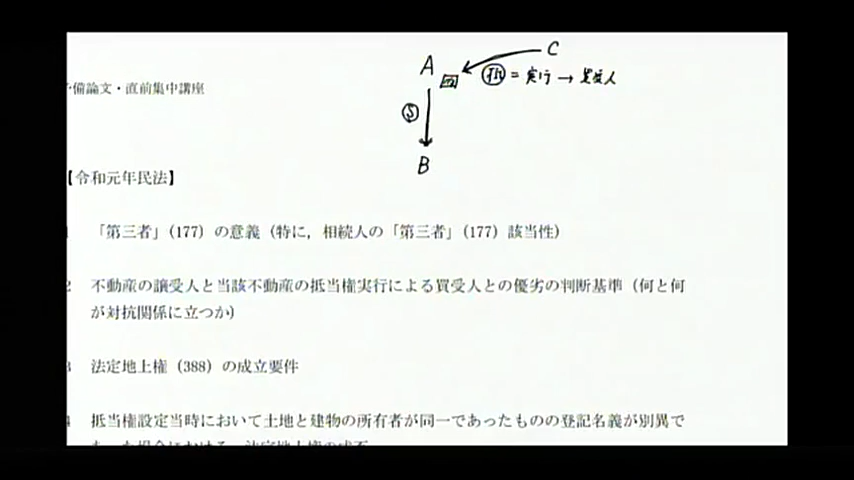 A C
抵 = 実行 → 買受人
S
B
予備論文・直前集中講座
【令和元年民法】
1 「第三者」(177) の意義 (特に，相続人の「第三者」(177) 該当性)
2 不動産の譲受人と当該不動産の抵当権実行による買受人との優劣の判断基準 (何と何
が対抗関係に立つか)
3 法定地上権 (388) の成立要件
4 抵当権設定当時において土地と建物の所有者が同一であったものの登記名義が別異で